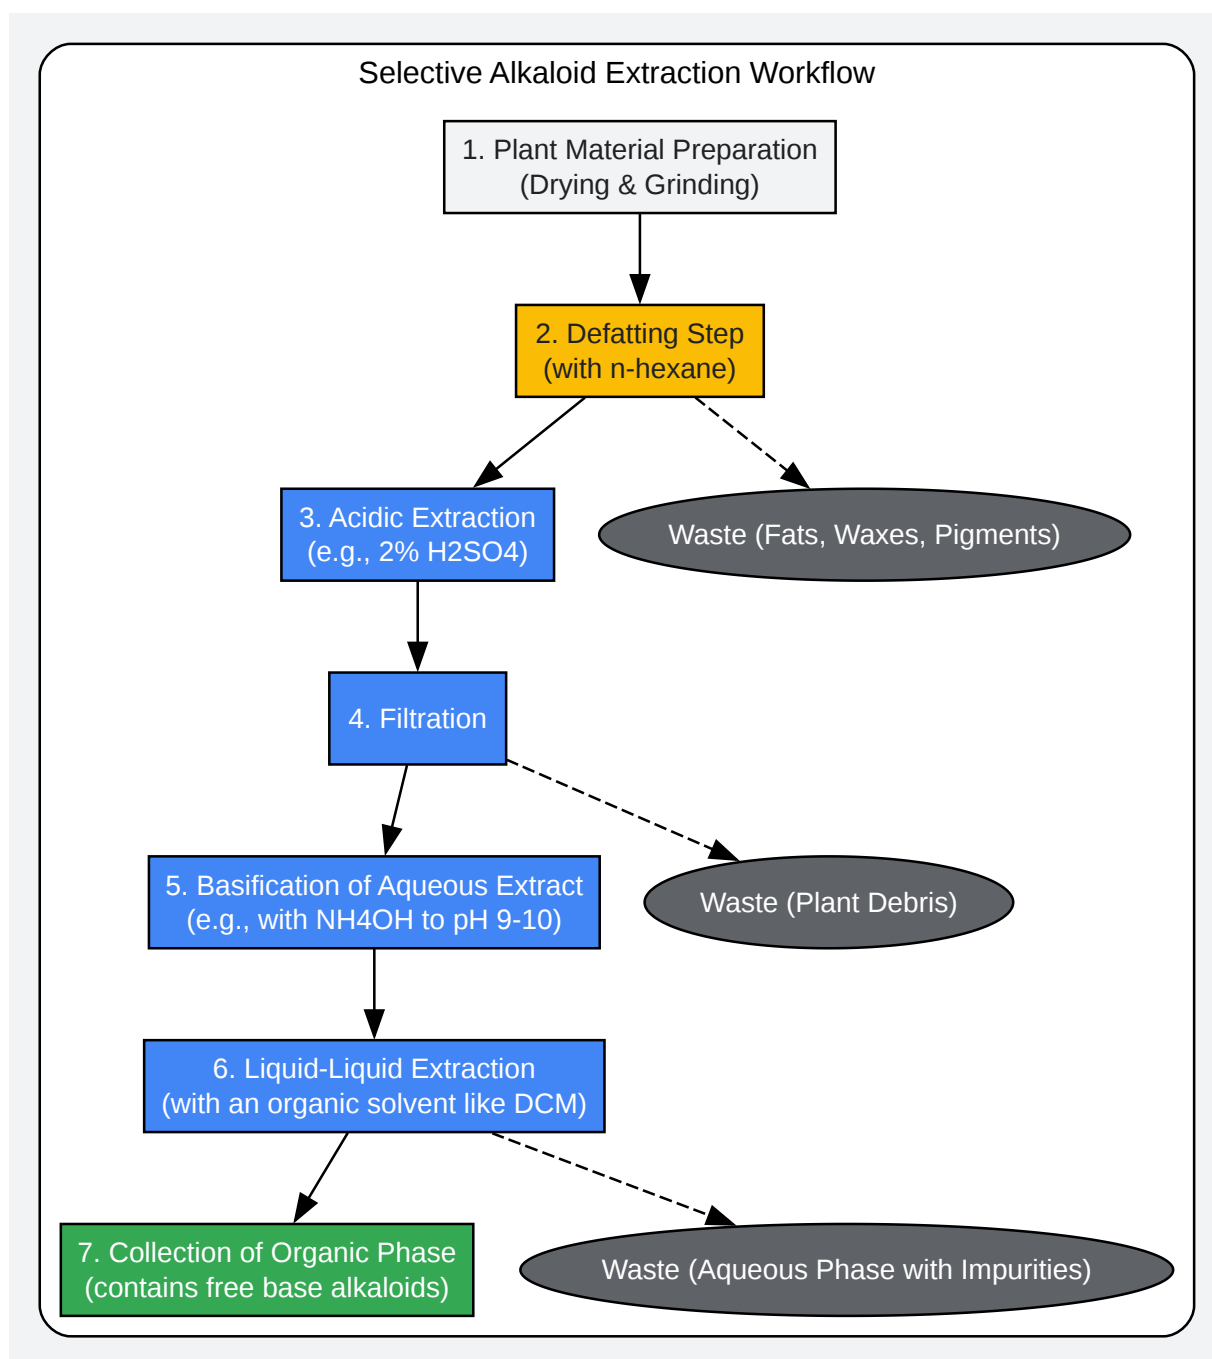 Selective Alkaloid Extraction Workflow
1. Plant Material Preparation
(Drying & Grinding)
2. Defatting Step
(with n-hexane)
3. Acidic Extraction
(e.g., 2% H2SO4)
Waste (Fats, Waxes, Pigments)
4. Filtration
5. Basification of Aqueous Extract
(e.g., with NH4OH to pH 9-10)
Waste (Plant Debris)
6. Liquid-Liquid Extraction
(with an organic solvent like DCM)
7. Collection of Organic Phase
(contains free base alkaloids)
Waste (Aqueous Phase with Impurities)